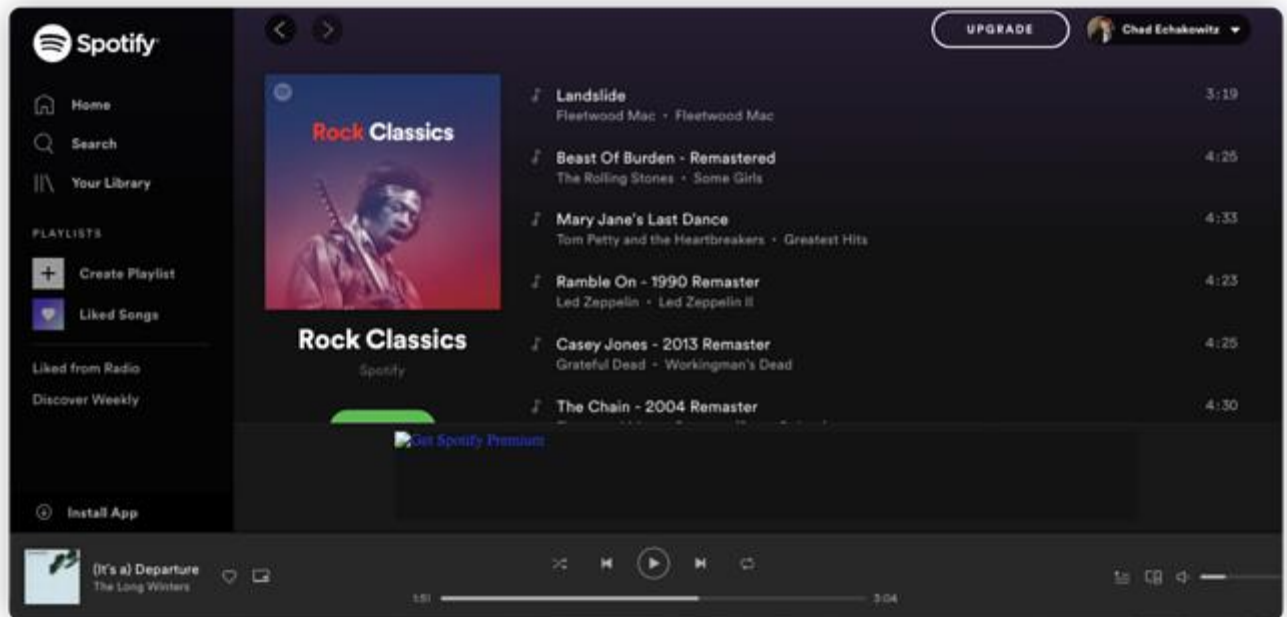 Spotify
Home
Search
Your Library
PLAYLISTS
Create Playlist
Liked Songs
Liked from Radio
Discover Weekly
Install App
UPGRADE
Chad Echakowitz
Rock Classics
Rock Classics
Spotify
Landslide 3:19
Fleetwood Mac • Fleetwood Mac
Beast Of Burden - Remastered 4:25
The Rolling Stones • Some Girls
Mary Jane's Last Dance 4:33
Tom Petty and the Heartbreakers • Greatest Hits
Ramble On - 1990 Remaster 4:23
Led Zeppelin • Led Zeppelin II
Casey Jones - 2013 Remaster 4:25
Grateful Dead • Workingman's Dead
The Chain - 2004 Remaster 4:30
Get Spotify Premium
(It's a) Departure
The Long Winters
1:51 3:04